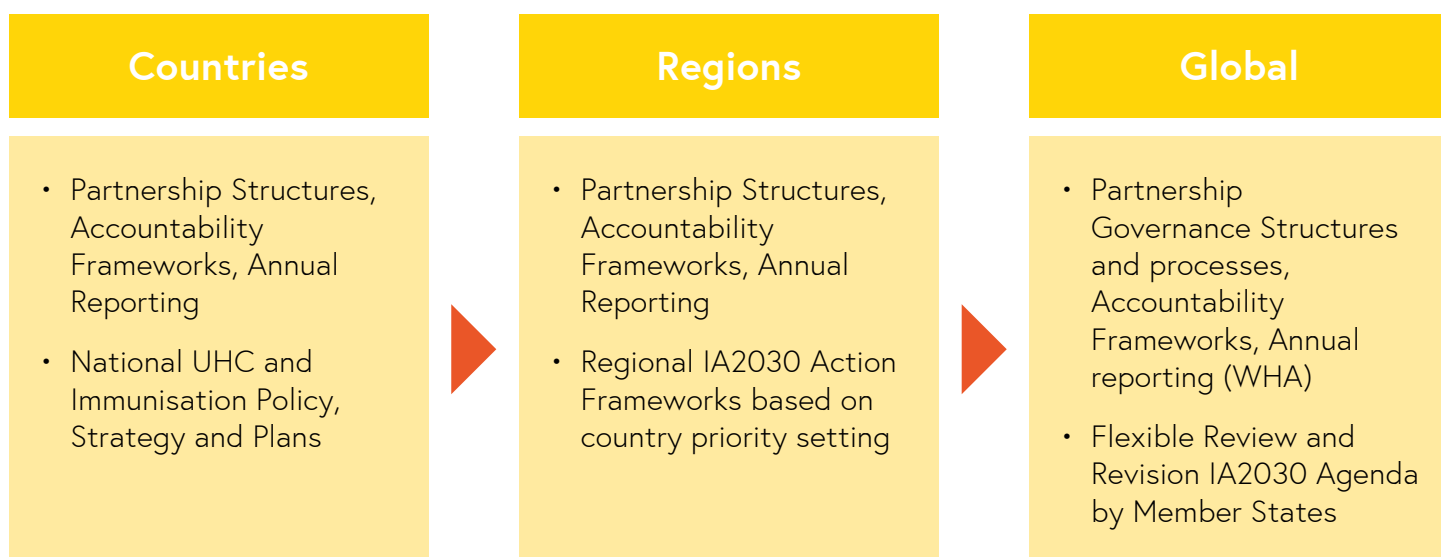 Countries
• Partnership Structures,
Accountability
Frameworks, Annual
Reporting
• National UHC and
Immunisation Policy,
Strategy and Plans
Regions
• Partnership Structures,
Accountability
Frameworks, Annual
Reporting
• Regional IA2030 Action
Frameworks based on
country priority setting
Global
• Partnership
Governance Structures
and processes,
Accountability
Frameworks, Annual
reporting (WHA)
• Flexible Review and
Revision IA2030 Agenda
by Member States